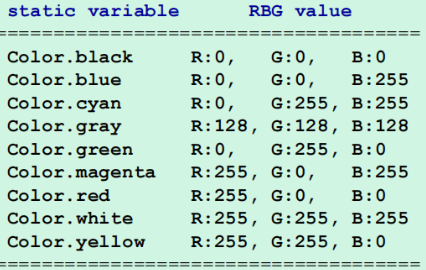 static variable      RBG value
=======================================
Color.black     R:0,   G:0,   B:0
Color.blue      R:0,   G:0,   B:255
Color.cyan      R:0,   G:255, B:255
Color.gray      R:128, G:128, B:128
Color.green     R:0,   G:255, B:0
Color.magenta   R:255, G:0,   B:255
Color.red       R:255, G:0,   B:0
Color.white     R:255, G:255, B:255
Color.yellow    R:255, G:255, B:0
=======================================